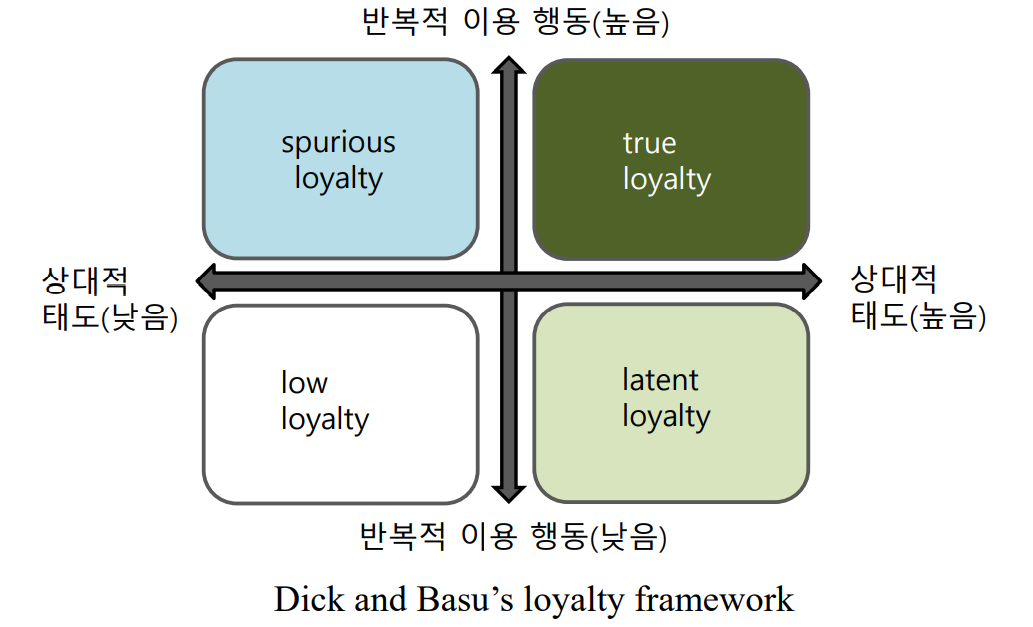 반복적 이용 행동(높음)
spurious
loyalty
true
loyalty
상대적
태도(낮음)
상대적
태도(높음)
low
loyalty
latent
loyalty
반복적 이용 행동(낮음)
Dick and Basu’s loyalty framework